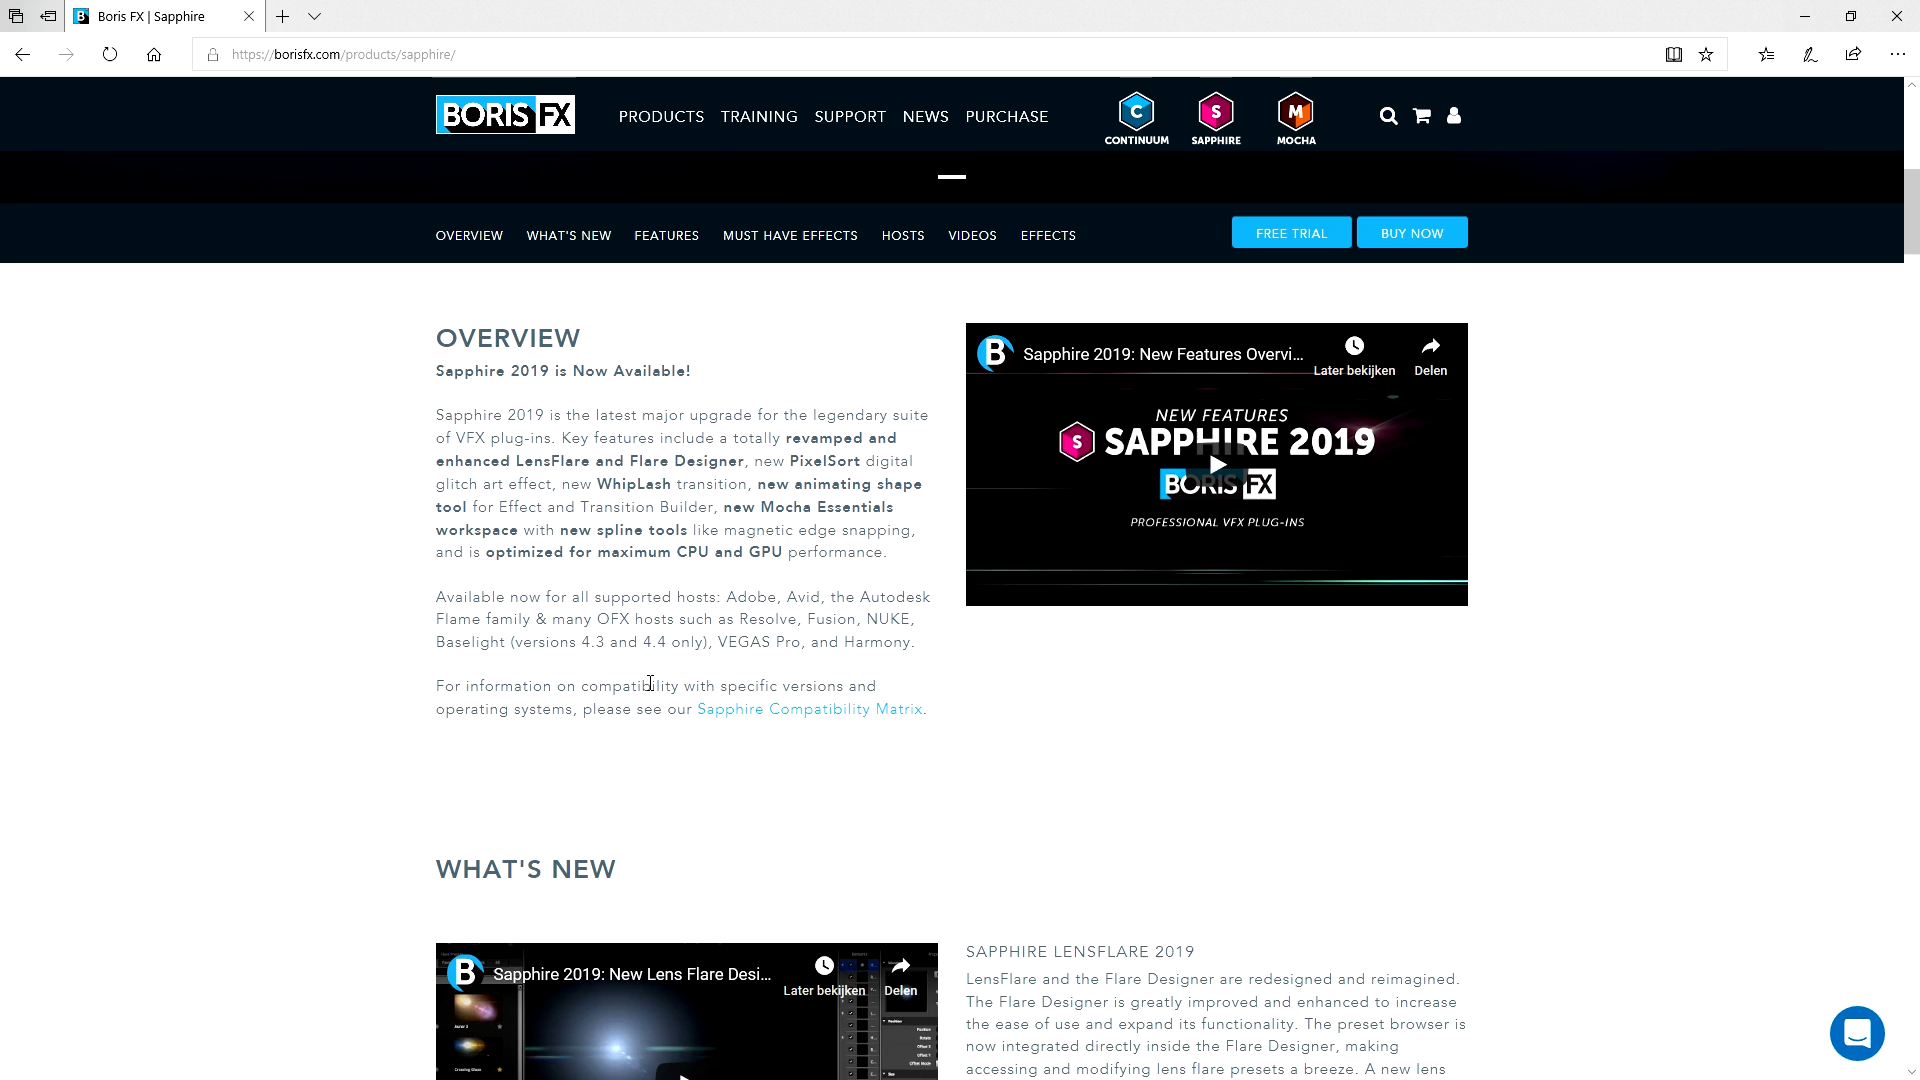 Boris FX | Sapphire
https://borisfx.com/products/sapphire/
BORIS FX
PRODUCTS TRAINING SUPPORT NEWS PURCHASE
C S M
CONTINUUM SAPPHIRE MOCHA
OVERVIEW WHAT'S NEW FEATURES MUST HAVE EFFECTS HOSTS VIDEOS EFFECTS FREE TRIAL BUY NOW
OVERVIEW
Sapphire 2019 is Now Available!
Sapphire 2019 is the latest major upgrade for the legendary suite
of VFX plug-ins. Key features include a totally revamped and
enhanced LensFlare and Flare Designer, new PixelSort digital
glitch art effect, new WhipLash transition, new animating shape
tool for Effect and Transition Builder, new Mocha Essentials
workspace with new spline tools like magnetic edge snapping,
and is optimized for maximum CPU and GPU performance.
Available now for all supported hosts: Adobe, Avid, the Autodesk
Flame family & many OFX hosts such as Resolve, Fusion, NUKE,
Baselight (versions 4.3 and 4.4 only), VEGAS Pro, and Harmony.
For information on compatibility with specific versions and
operating systems, please see our Sapphire Compatibility Matrix.
B Sapphire 2019: New Features Overvi...
Later bekijken Delen
NEW FEATURES
S SAPPHIRE 2019
BORIS FX
PROFESSIONAL VFX PLUG-INS
WHAT'S NEW
B Sapphire 2019: New Lens Flare Desi...
Later bekijken Delen
SAPPHIRE LENSFLARE 2019
LensFlare and the Flare Designer are redesigned and reimagined.
The Flare Designer is greatly improved and enhanced to increase
the ease of use and expand its functionality. The preset browser is
now integrated directly inside the Flare Designer, making
accessing and modifying lens flare presets a breeze. A new lens